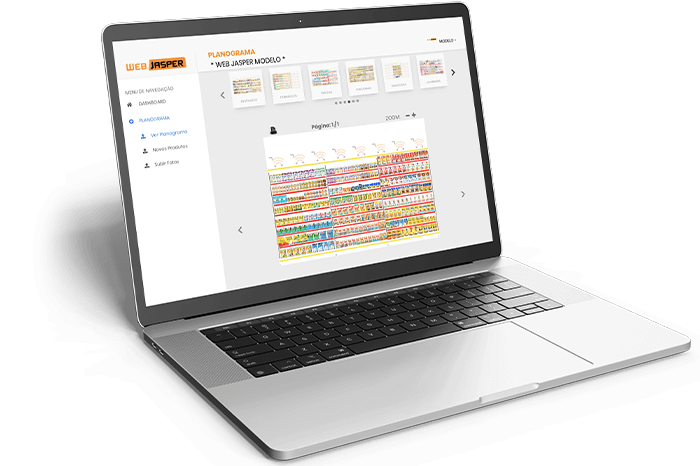 WEB JASPER
PLANOGRAMA
* WEB JASPER MODELO *
MODELO
MENU DE NAVEGAÇÃO
DASHBOARD
PLANOGRAMA
Ver Planograma
Novos Produtos
Subir Fotos
Página: 1/1
ZOOM: - +